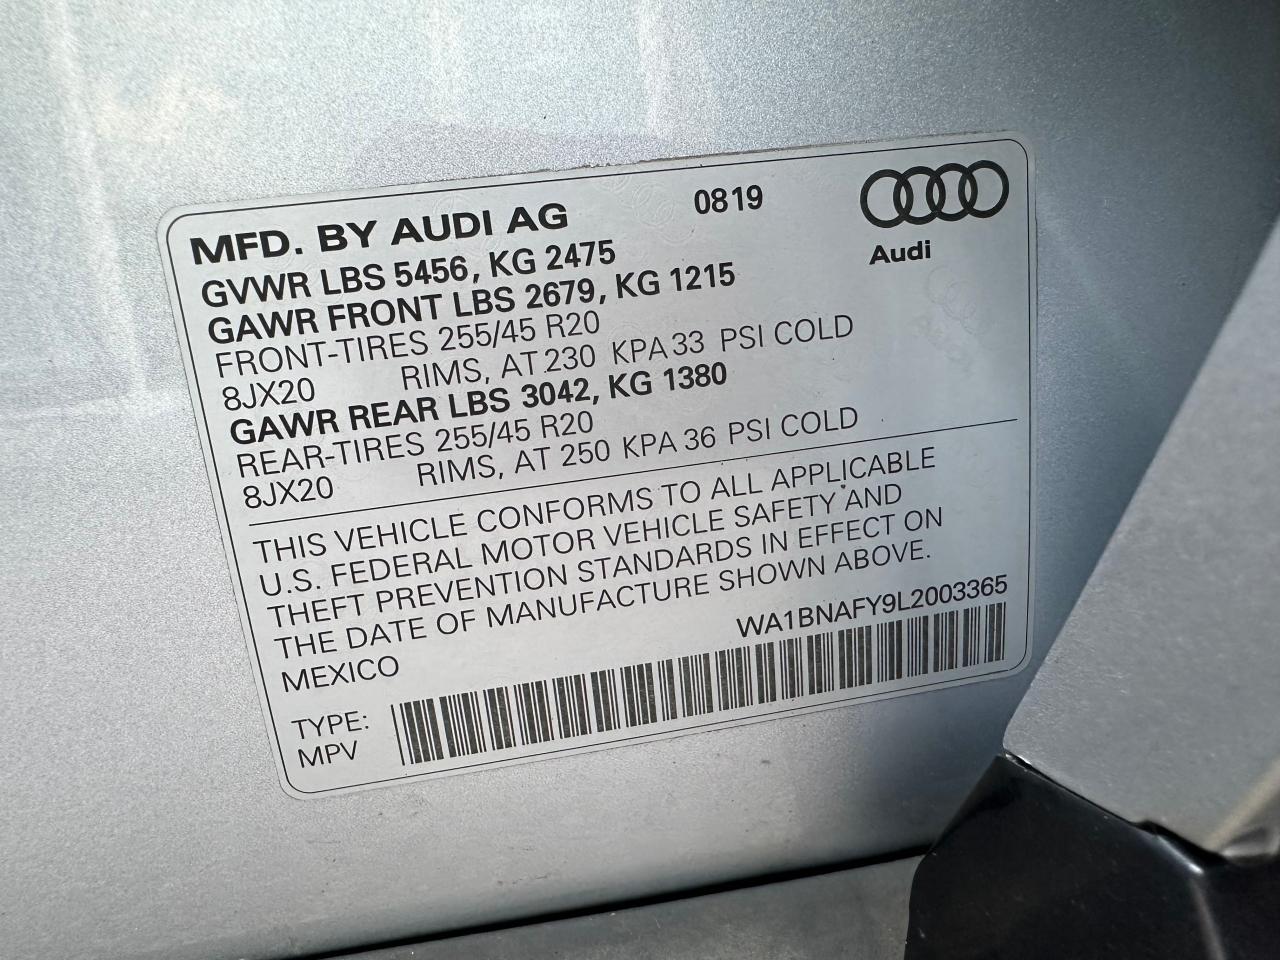 MFD. BY AUDI AG 0819
Audi
GVWR LBS 5456, KG 2475
GAWR FRONT LBS 2679, KG 1215
FRONT-TIRES 255/45 R20
8JX20 RIMS, AT 230 KPA 33 PSI COLD
GAWR REAR LBS 3042, KG 1380
REAR-TIRES 255/45 R20
8JX20 RIMS, AT 250 KPA 36 PSI COLD
THIS VEHICLE CONFORMS TO ALL APPLICABLE
U.S. FEDERAL MOTOR VEHICLE SAFETY AND
THEFT PREVENTION STANDARDS IN EFFECT ON
THE DATE OF MANUFACTURE SHOWN ABOVE.
MEXICO WA1BNAFY9L2003365
TYPE:
MPV